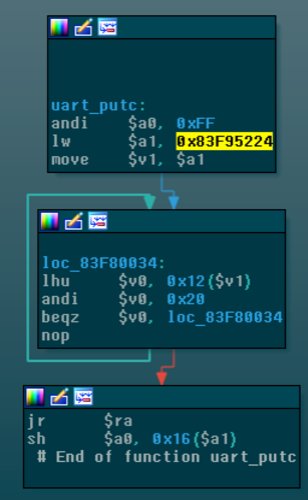 uart_putc:
andi $a0, 0xFF
lw $a1, 0x83F95224
move $v1, $a1
loc_83F80034:
lhu $v0, 0x12($v1)
andi $v0, 0x20
beqz $v0, loc_83F80034
nop
jr $ra
sh $a0, 0x16($a1)
# End of function uart_putc